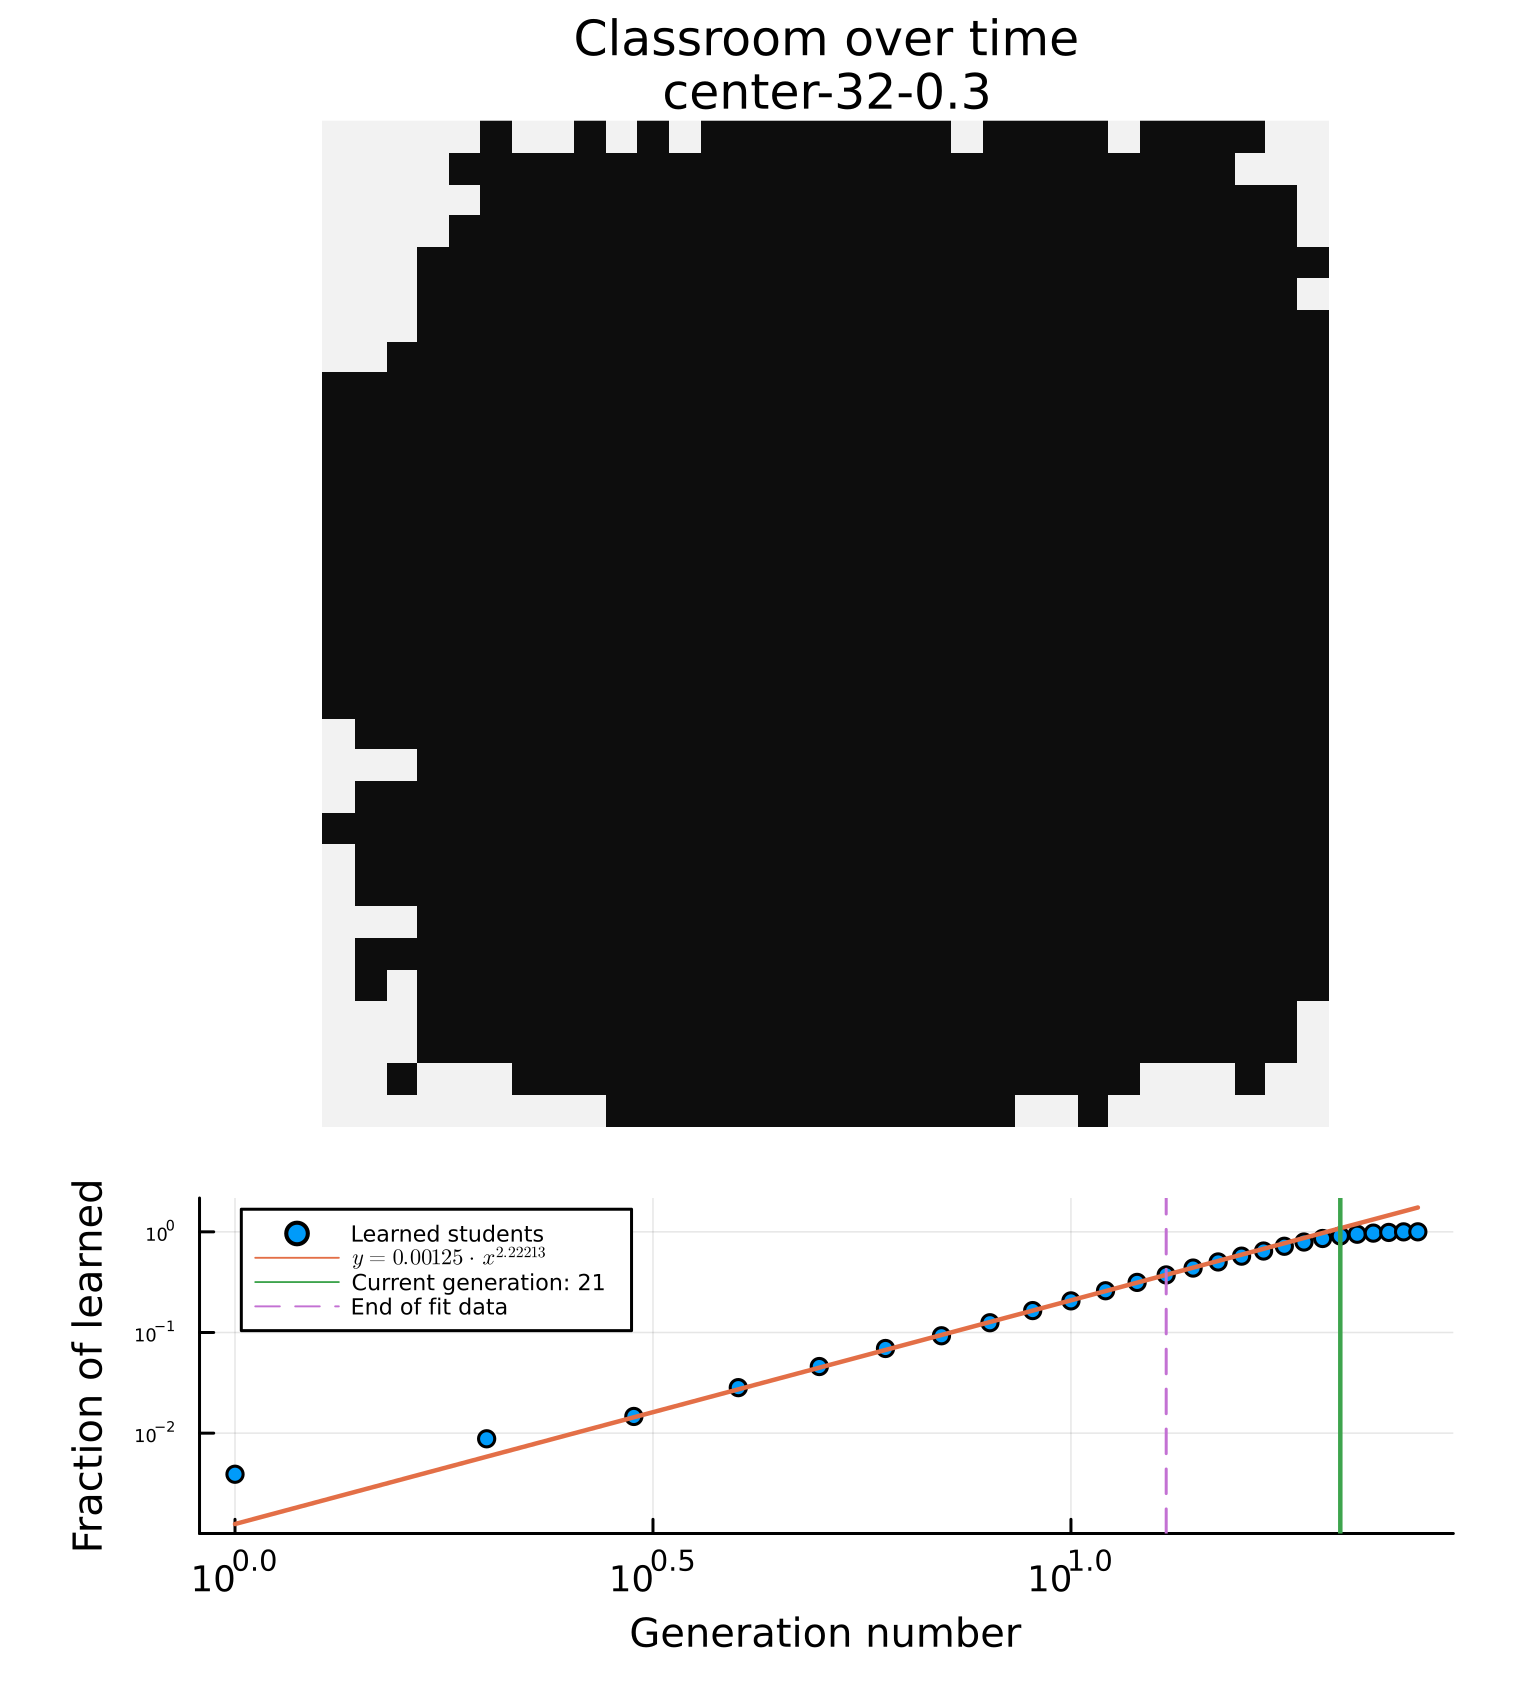 Classroom over time
center-32-0.3
Fraction of learned
10^0
10^-1
10^-2
Learned students
y = 0.00125 · x^2.22213
Current generation: 21
End of fit data
10^0.0 10^0.5 10^1.0
Generation number